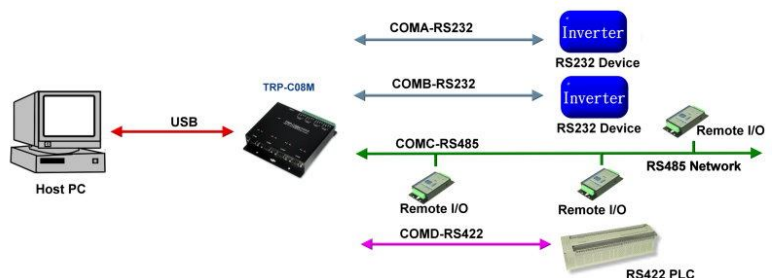 COMA-RS232
Inverter
RS232 Device
TRP-C08M
COMB-RS232
Inverter
RS232 Device
USB
Remote I/O
COMC-RS485
RS485 Network
Host PC
Remote I/O
Remote I/O
COMD-RS422
RS422 PLC